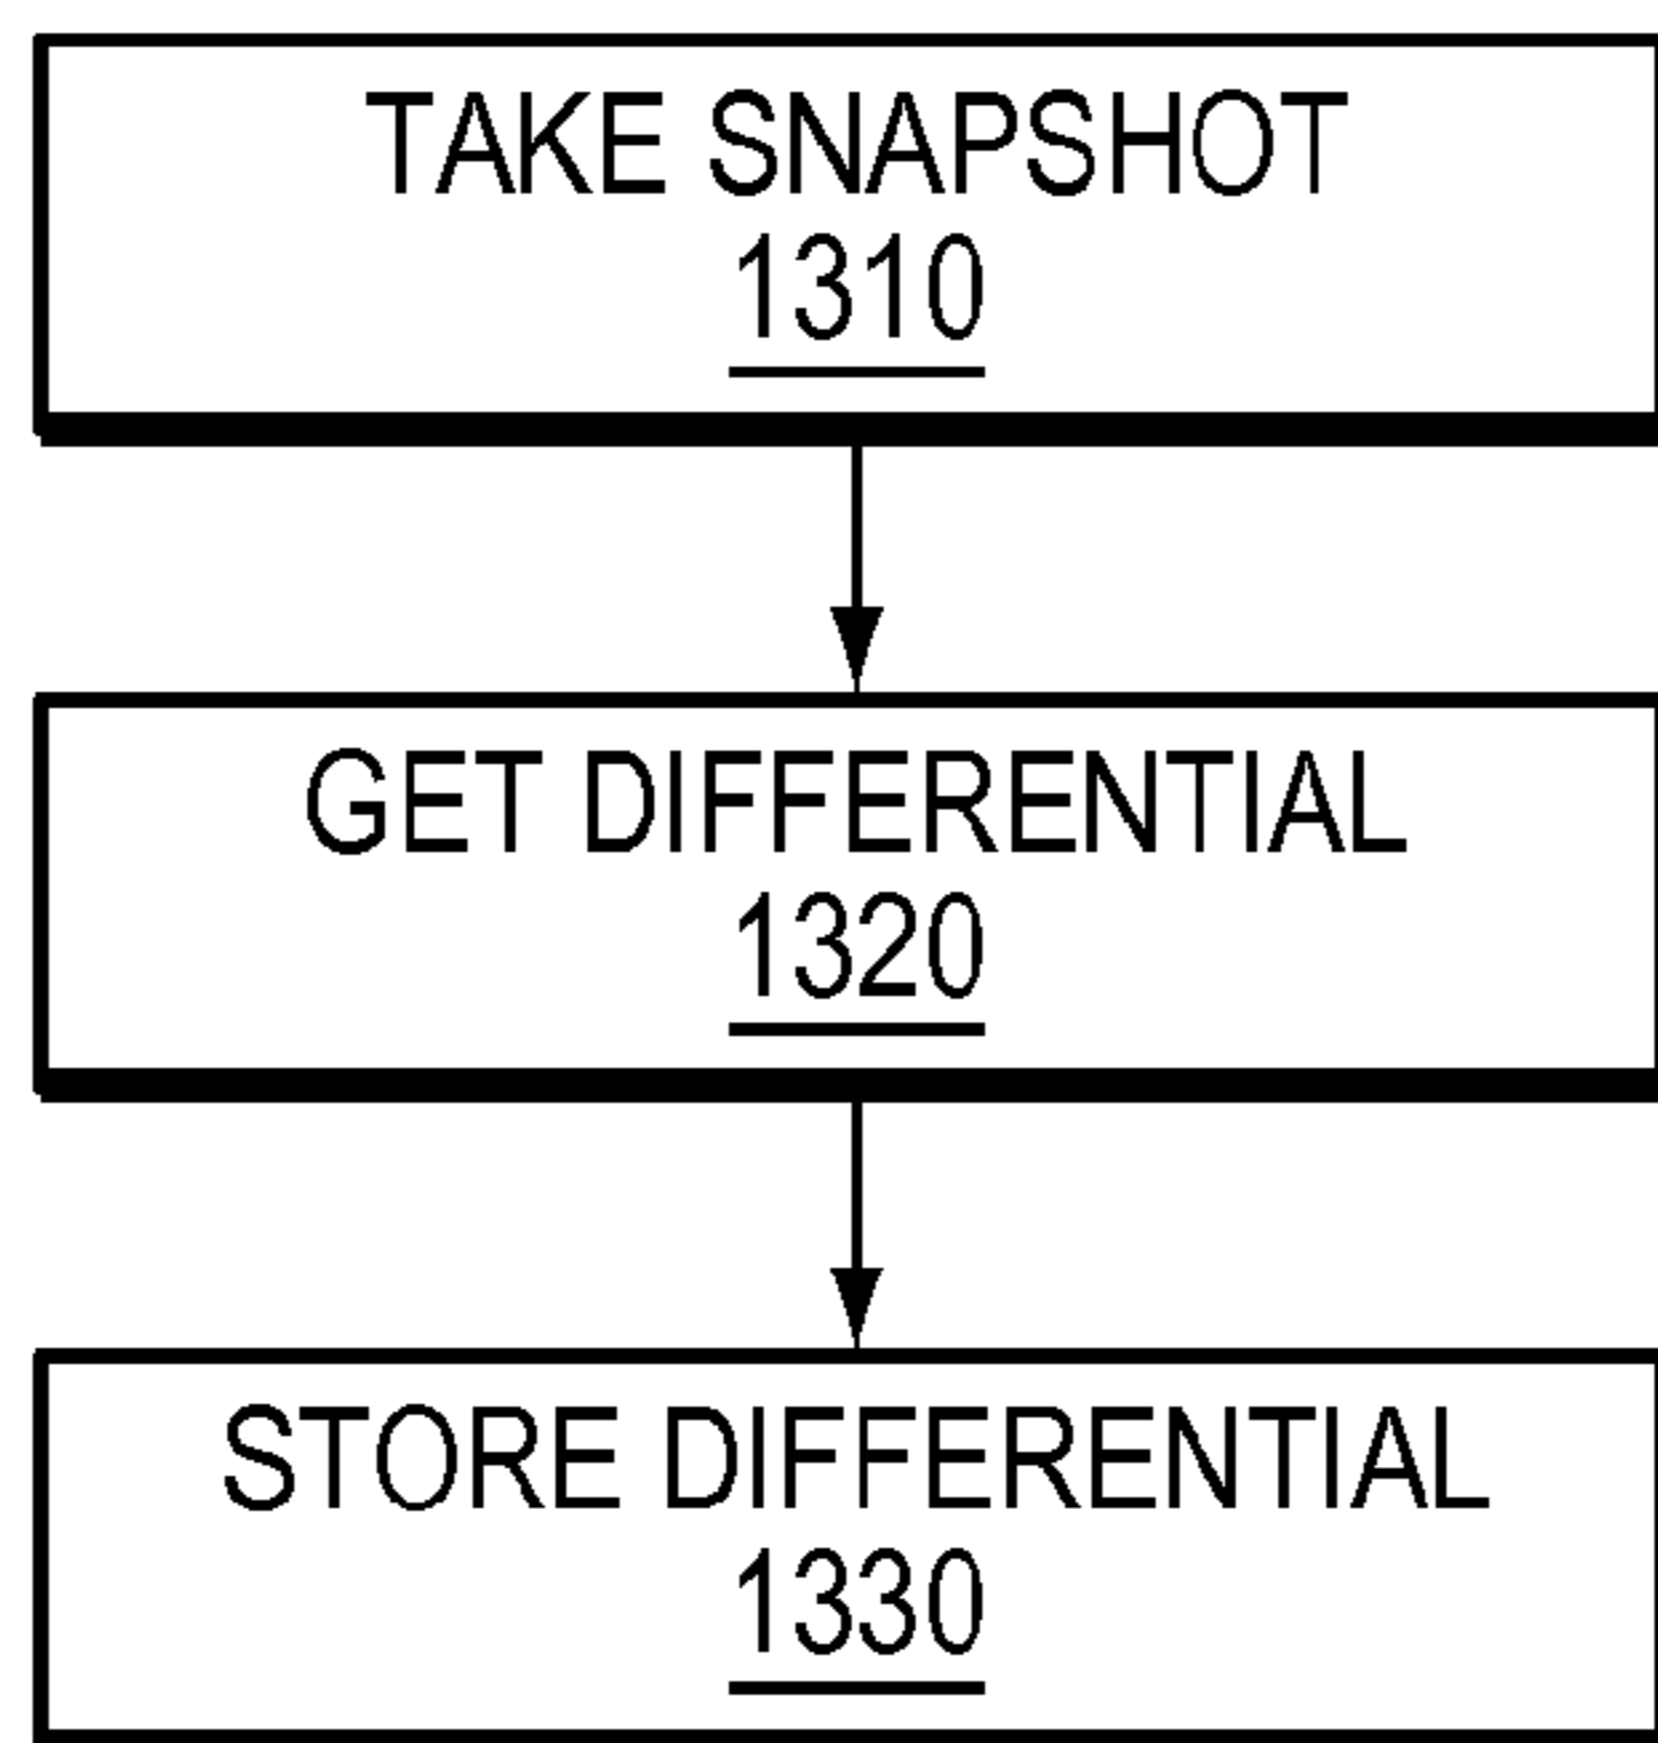 TAKE SNAPSHOT
1310
GET DIFFERENTIAL
1320
STORE DIFFERENTIAL
1330